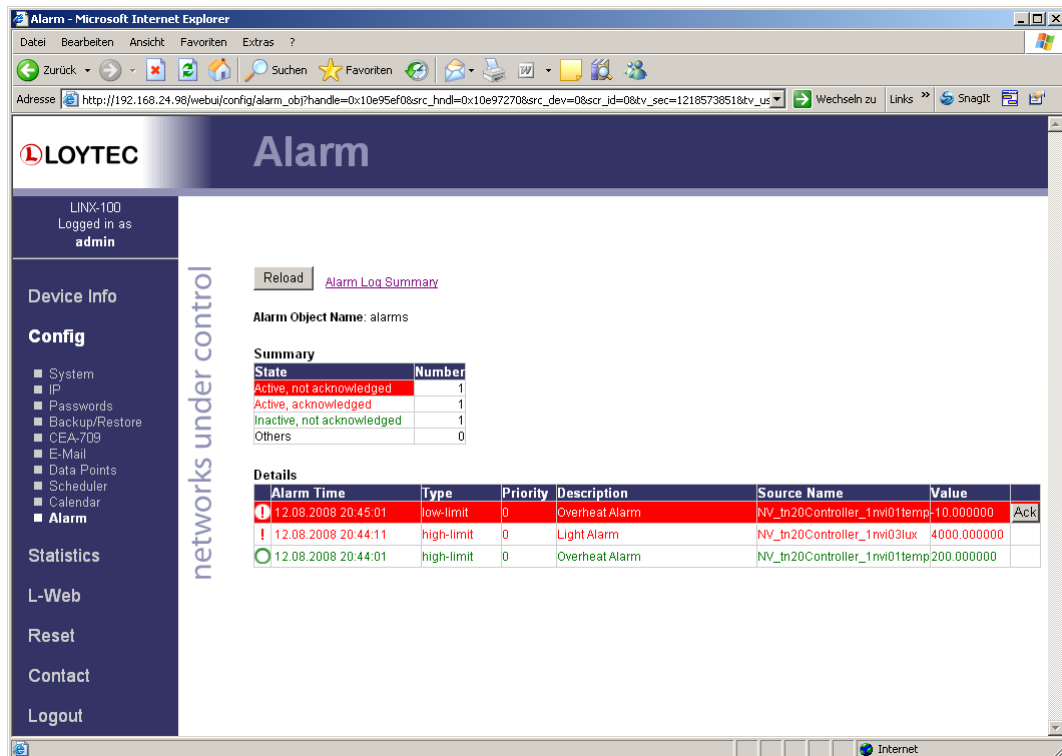 Alarm - Microsoft Internet Explorer
Datei Bearbeiten Ansicht Favoriten Extras ?
Zurück Suchen Favoriten
Adresse http://192.168.24.98/webui/config/alarm_obj?handle=0x10e95ef0&src_hndl=0x10e97270&src_dev=0&scr_id=0&tv_sec=1218573851&tv_us Wechseln zu Links » SnagIt
LOYTEC
Alarm
LINX-100
Logged in as
admin
Device Info
Config
System
IP
Passwords
Backup/Restore
CEA-709
E-Mail
Data Points
Scheduler
Calendar
Alarm
Statistics
L-Web
Reset
Contact
Logout
networks under control
Reload Alarm Log Summary
Alarm Object Name: alarms
Summary
State Number
Active, not acknowledged 1
Active, acknowledged 1
Inactive, not acknowledged 1
Others 0
Details
Alarm Time Type Priority Description Source Name Value
12.08.2008 20:45:01 low-limit 0 Overheat Alarm NV_tn20Controller_1nvi01temp -10.000000 Ack
12.08.2008 20:44:11 high-limit 0 Light Alarm NV_tn20Controller_1nvi03lux 4000.000000
12.08.2008 20:44:01 high-limit 0 Overheat Alarm NV_tn20Controller_1nvi01temp 200.000000
Internet